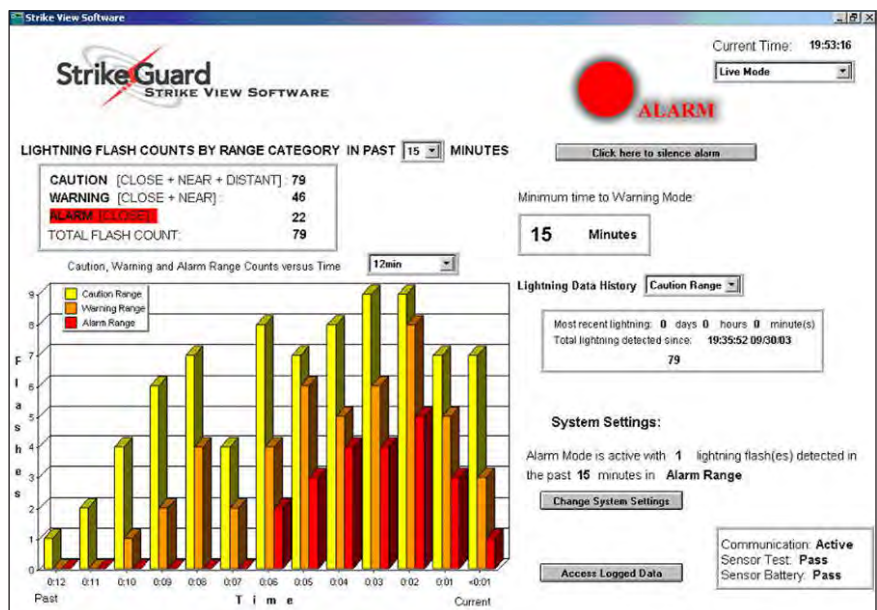 Strike View Software
Current Time: 19:53:16
Live Mode
StrikeGuard
STRIKE VIEW SOFTWARE
ALARM
LIGHTNING FLASH COUNTS BY RANGE CATEGORY IN PAST 15 MINUTES
Click here to silence alarm
CAUTION [CLOSE + NEAR + DISTANT] : 79
WARNING [CLOSE + NEAR] : 46
ALARM [CLOSE] : 22
TOTAL FLASH COUNT: 79
Minimum time to Warning Mode:
15 Minutes
Caution, Warning and Alarm Range Counts versus Time 12min
Lightning Data History Caution Range
Caution Range
Warning Range
Alarm Range
Most recent lightning: 0 days 0 hours 0 minute(s)
Total lightning detected since: 19:35:52 09/30/03
79
9
8
7
6
5
4
3
2
1
0
Flashes
System Settings:
Alarm Mode is active with 1 lightning flash(es) detected in
the past 15 minutes in Alarm Range
Change System Settings
Communication: Active
Sensor Test: Pass
Sensor Battery: Pass
Access Logged Data
0:12 0:11 0:10 0:09 0:08 0:07 0:06 0:05 0:04 0:03 0:02 0:01 <0:01
Past Time Current